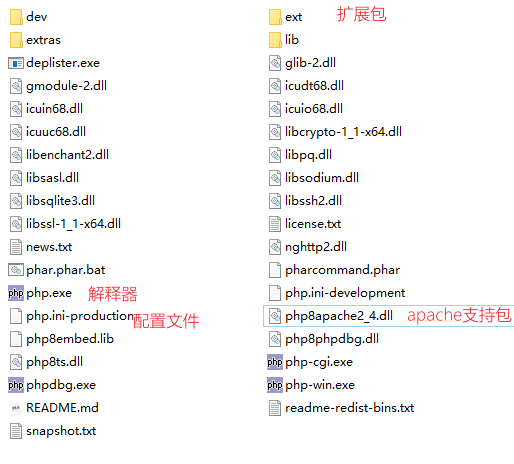 dev
ext 扩展包
extras
lib
deplister.exe
glib-2.dll
gmodule-2.dll
icudt68.dll
icuin68.dll
icuio68.dll
icuuc68.dll
libcrypto-1_1-x64.dll
libenchant2.dll
libpq.dll
libsasl.dll
libsodium.dll
libsqlite3.dll
libssh2.dll
libssl-1_1-x64.dll
license.txt
news.txt
nghttp2.dll
phar.phar.bat
pharcommand.phar
php.exe 解释器
php.ini-development
php.ini-production 配置文件
php8apache2_4.dll apache支持包
php8embed.lib
php8phpdbg.dll
php8ts.dll
php-cgi.exe
phpdbg.exe
php-win.exe
README.md
readme-redist-bins.txt
snapshot.txt